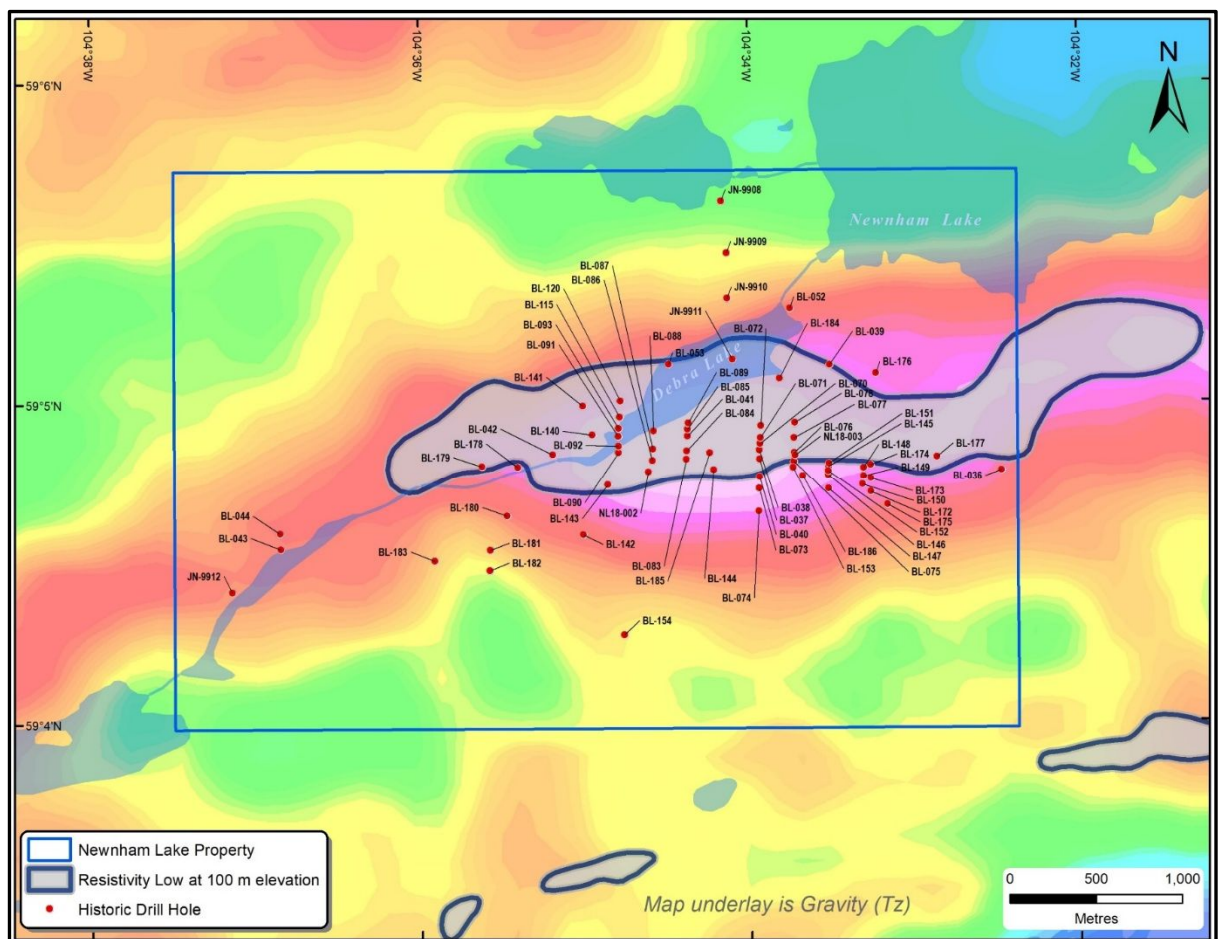 104°38'W
104°36'W
104°34'W
104°32'W
N
59°6'N
59°5'N
59°4'N
JN-9908
Newnham Lake
JN-9909
BL-087
BL-086
JN-9910
BL-120
BL-115
BL-093
BL-091
BL-052
JN-9911
BL-072
BL-184
BL-088
BL-039
BL-053
Debra Lake
BL-176
BL-089
BL-085
BL-041
BL-084
BL-071
BL-070
BL-078
BL-077
BL-141
BL-151
BL-145
BL-140
BL-042
BL-092
BL-076
NL18-003
BL-148
BL-174
BL-177
BL-178
BL-179
BL-149
BL-036
BL-173
BL-150
BL-172
BL-175
BL-152
BL-090
BL-143
NL18-002
BL-038
BL-037
BL-040
BL-073
BL-180
BL-044
BL-043
BL-181
BL-183
BL-182
BL-142
BL-146
BL-147
BL-186
BL-153
BL-075
BL-083
BL-185
BL-144
BL-074
JN-9912
BL-154
Newnham Lake Property
Resistivity Low at 100 m elevation
Historic Drill Hole
Map underlay is Gravity (Tz)
0 500 1,000
Metres